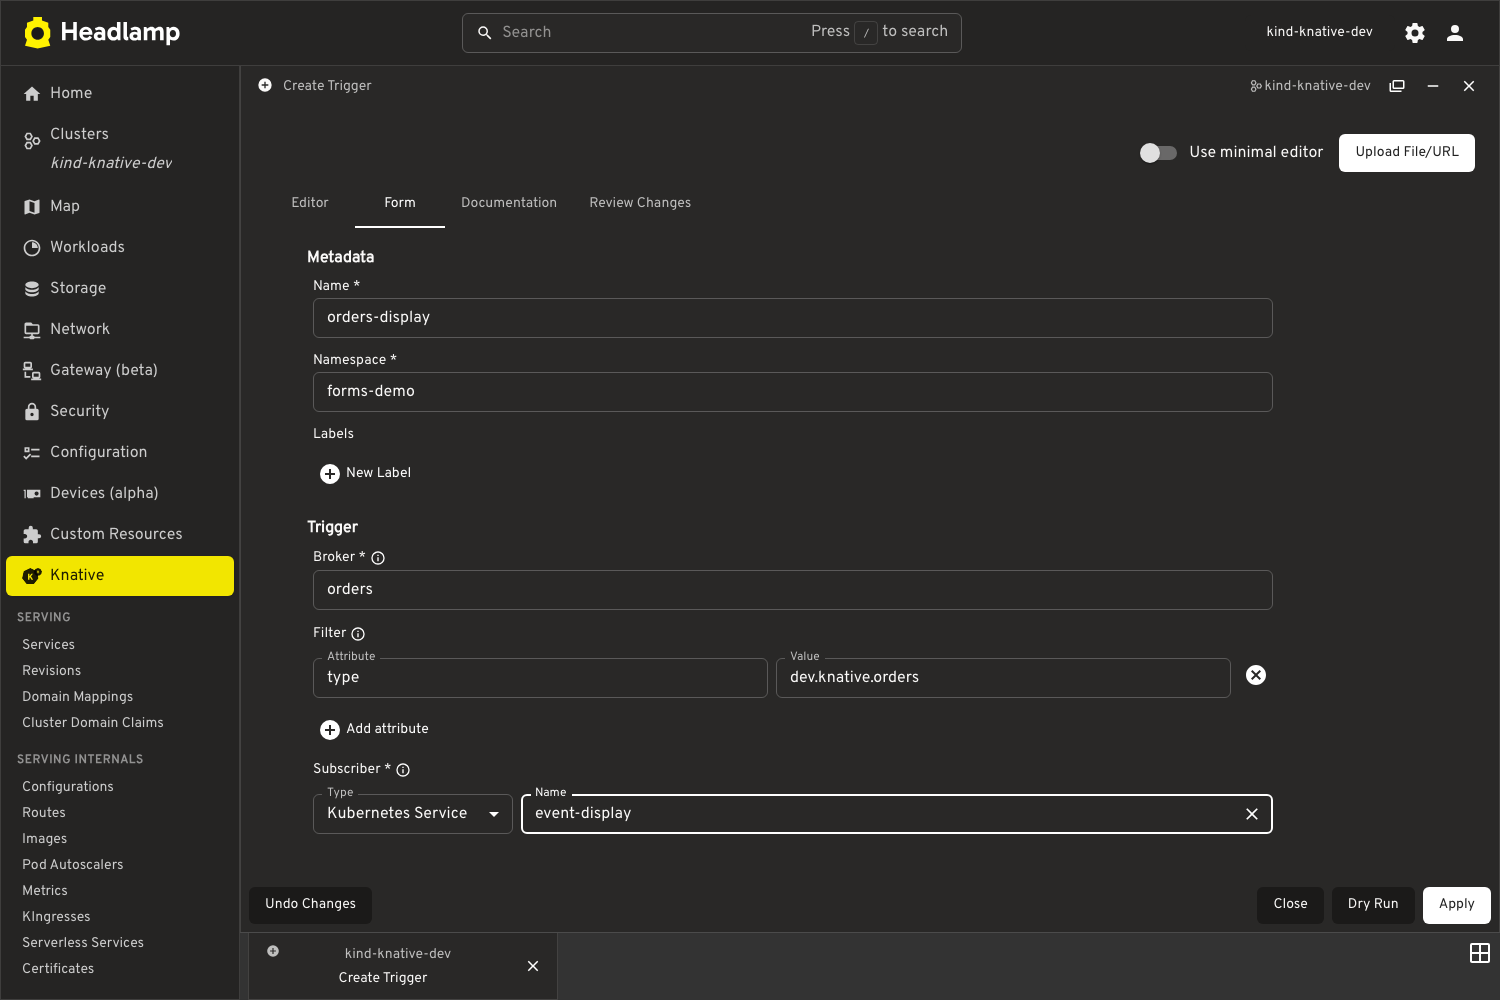 Headlamp
Search
Press / to search
kind-knative-dev
Home
Clusters
kind-knative-dev
Map
Workloads
Storage
Network
Gateway (beta)
Security
Configuration
Devices (alpha)
Custom Resources
Knative
SERVING
Services
Revisions
Domain Mappings
Cluster Domain Claims
SERVING INTERNALS
Configurations
Routes
Images
Pod Autoscalers
Metrics
KIngresses
Serverless Services
Certificates
Create Trigger
kind-knative-dev
Use minimal editor
Upload File/URL
Editor
Form
Documentation
Review Changes
Metadata
Name *
orders-display
Namespace *
forms-demo
Labels
New Label
Trigger
Broker *
orders
Filter
Attribute
type
Value
dev.knative.orders
Add attribute
Subscriber *
Type
Kubernetes Service
Name
event-display
Undo Changes
Close
Dry Run
Apply
kind-knative-dev
Create Trigger